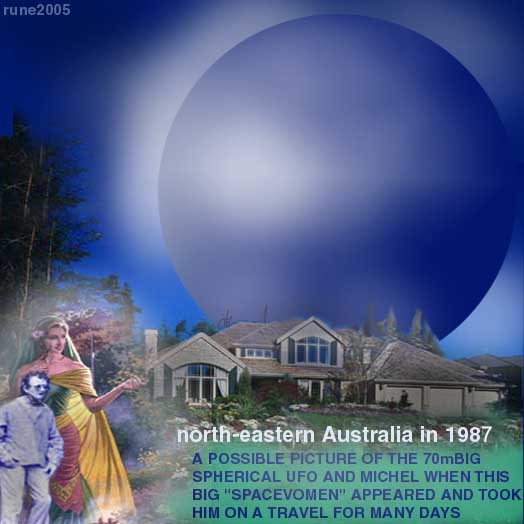 rune2005
north-eastern Australia in 1987
A POSSIBLE PICTURE OF THE 70mBIG
SPHERICAL UFO AND MICHEL WHEN THIS
BIG "SPACEVOMEN" APPEARED AND TOOK
HIM ON A TRAVEL FOR MANY DAYS